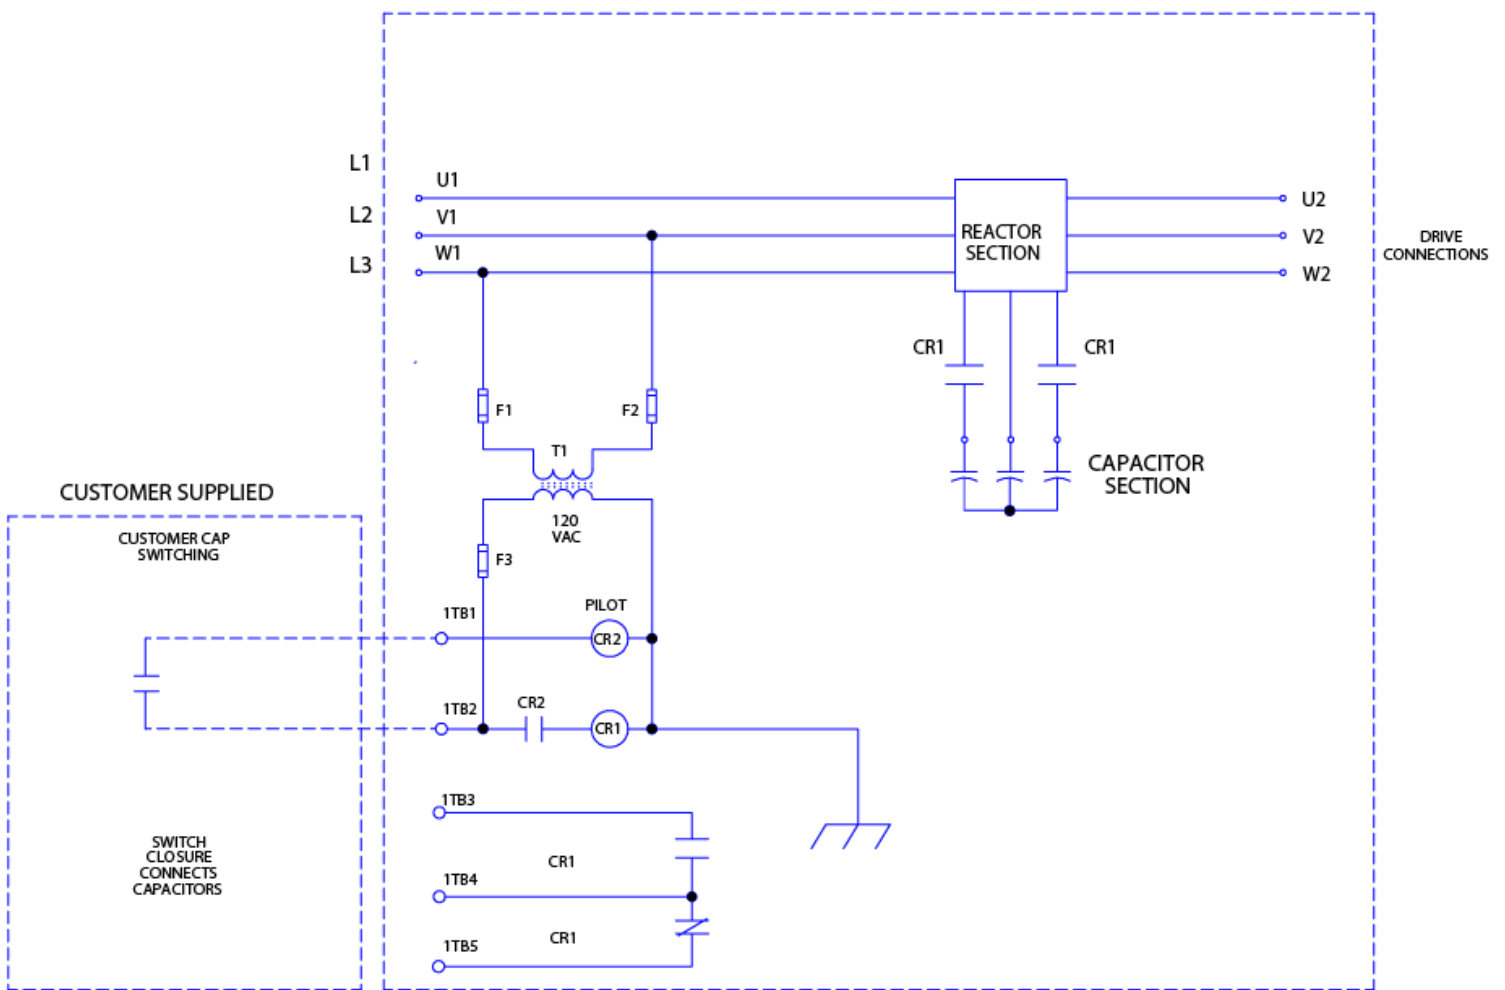 L1
U1
L2
V1
L3
W1
REACTOR
SECTION
U2
V2
W2
DRIVE
CONNECTIONS
CR1
CR1
F1
F2
T1
CAPACITOR
SECTION
CUSTOMER SUPPLIED
CUSTOMER CAP
SWITCHING
120
VAC
F3
1TB1
PILOT
CR2
1TB2
CR2
CR1
1TB3
SWITCH
CLOSURE
CONNECTS
CAPACITORS
CR1
1TB4
CR1
1TB5